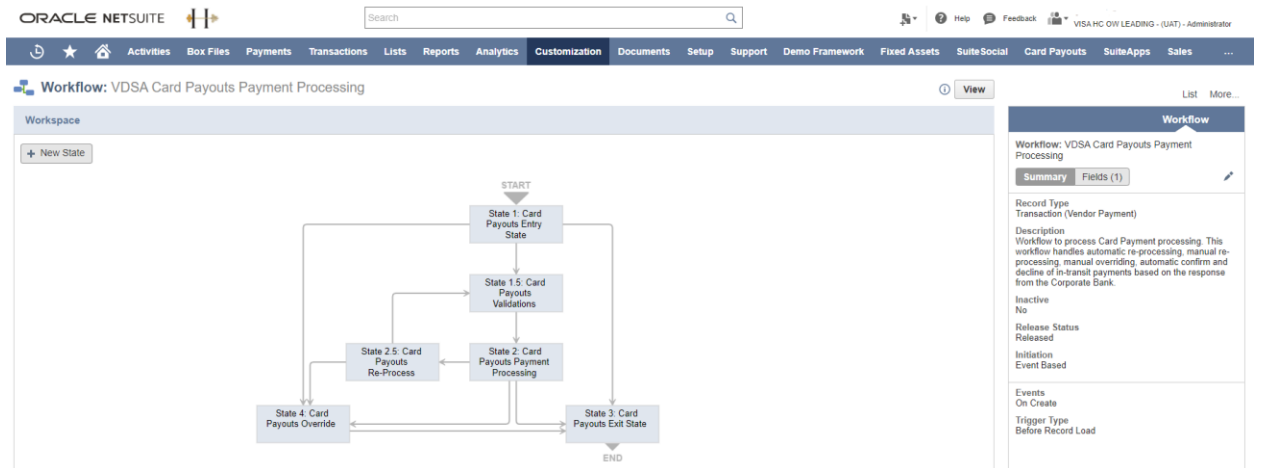 ORACLE NETSUITE
Search
Help
Feedback
VISA HC OW LEADING - (UAT) - Administrator
Activities Box Files Payments Transactions Lists Reports Analytics Customization Documents Setup Support Demo Framework Fixed Assets SuiteSocial Card Payouts SuiteApps Sales ...
Workflow: VDSA Card Payouts Payment Processing
View
List More...
Workspace
+ New State
START
State 1: Card
Payouts Entry
State
State 1.5: Card
Payouts
Validations
State 2.5: Card
Payouts
Re-Process
State 2: Card
Payouts Payment
Processing
State 4: Card
Payouts Override
State 3: Card
Payouts Exit State
END
Workflow
Workflow: VDSA Card Payouts Payment
Processing
Summary Fields (1)
Record Type
Transaction (Vendor Payment)
Description
Workflow to process Card Payment processing. This
workflow handles automatic re-processing, manual re-
processing, manual overriding, automatic confirm and
decline of in-transit payments based on the response
from the Corporate Bank.
Inactive
No
Release Status
Released
Initiation
Event Based
Events
On Create
Trigger Type
Before Record Load